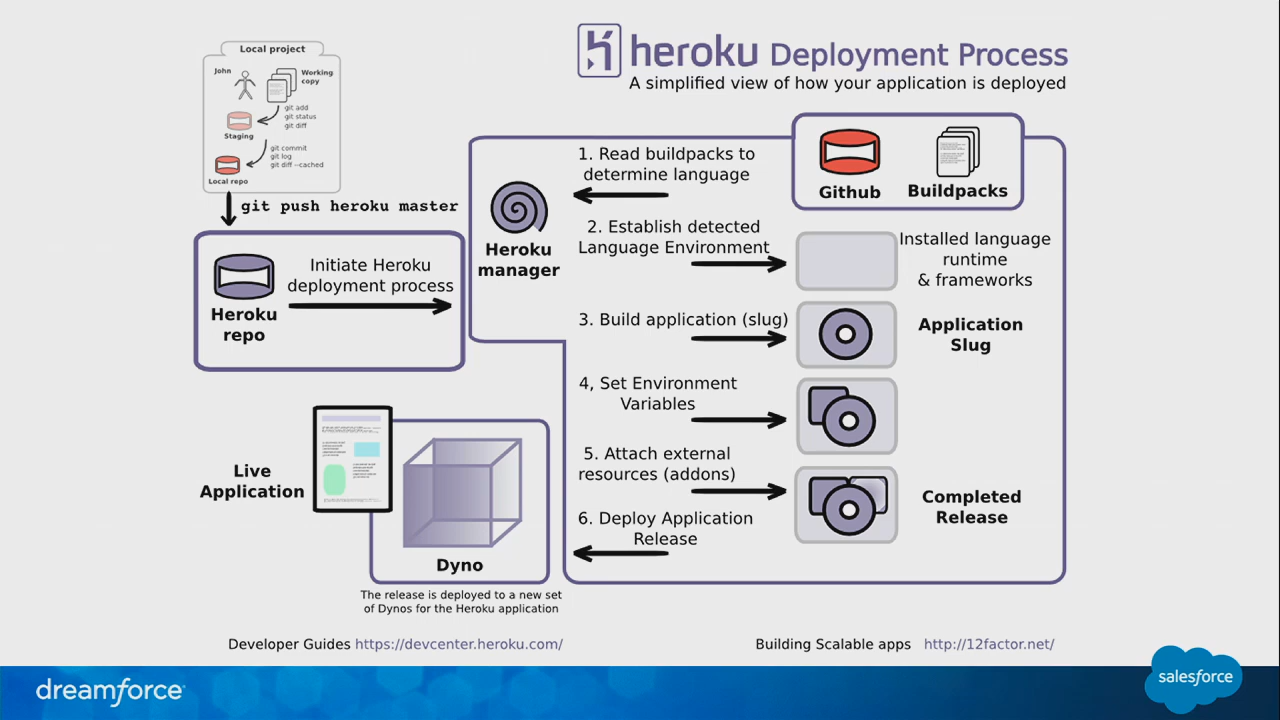 heroku Deployment Process
A simplified view of how your application is deployed
Local project
John
Working
copy
git add
git status
git diff
Staging
git commit
git log
git diff --cached
Local repo
git push heroku master
Heroku
repo
Initiate Heroku
deployment process
Heroku
manager
1. Read buildpacks to
determine language
Github
Buildpacks
2. Establish detected
Language Environment
Installed language
runtime
& frameworks
3. Build application (slug)
Application
Slug
4, Set Environment
Variables
5. Attach external
resources (addons)
Completed
Release
6. Deploy Application
Release
Live
Application
Dyno
The release is deployed to a new set
of Dynos for the Heroku application
Developer Guides https://devcenter.heroku.com/
Building Scalable apps http://12factor.net/
dreamforce
salesforce